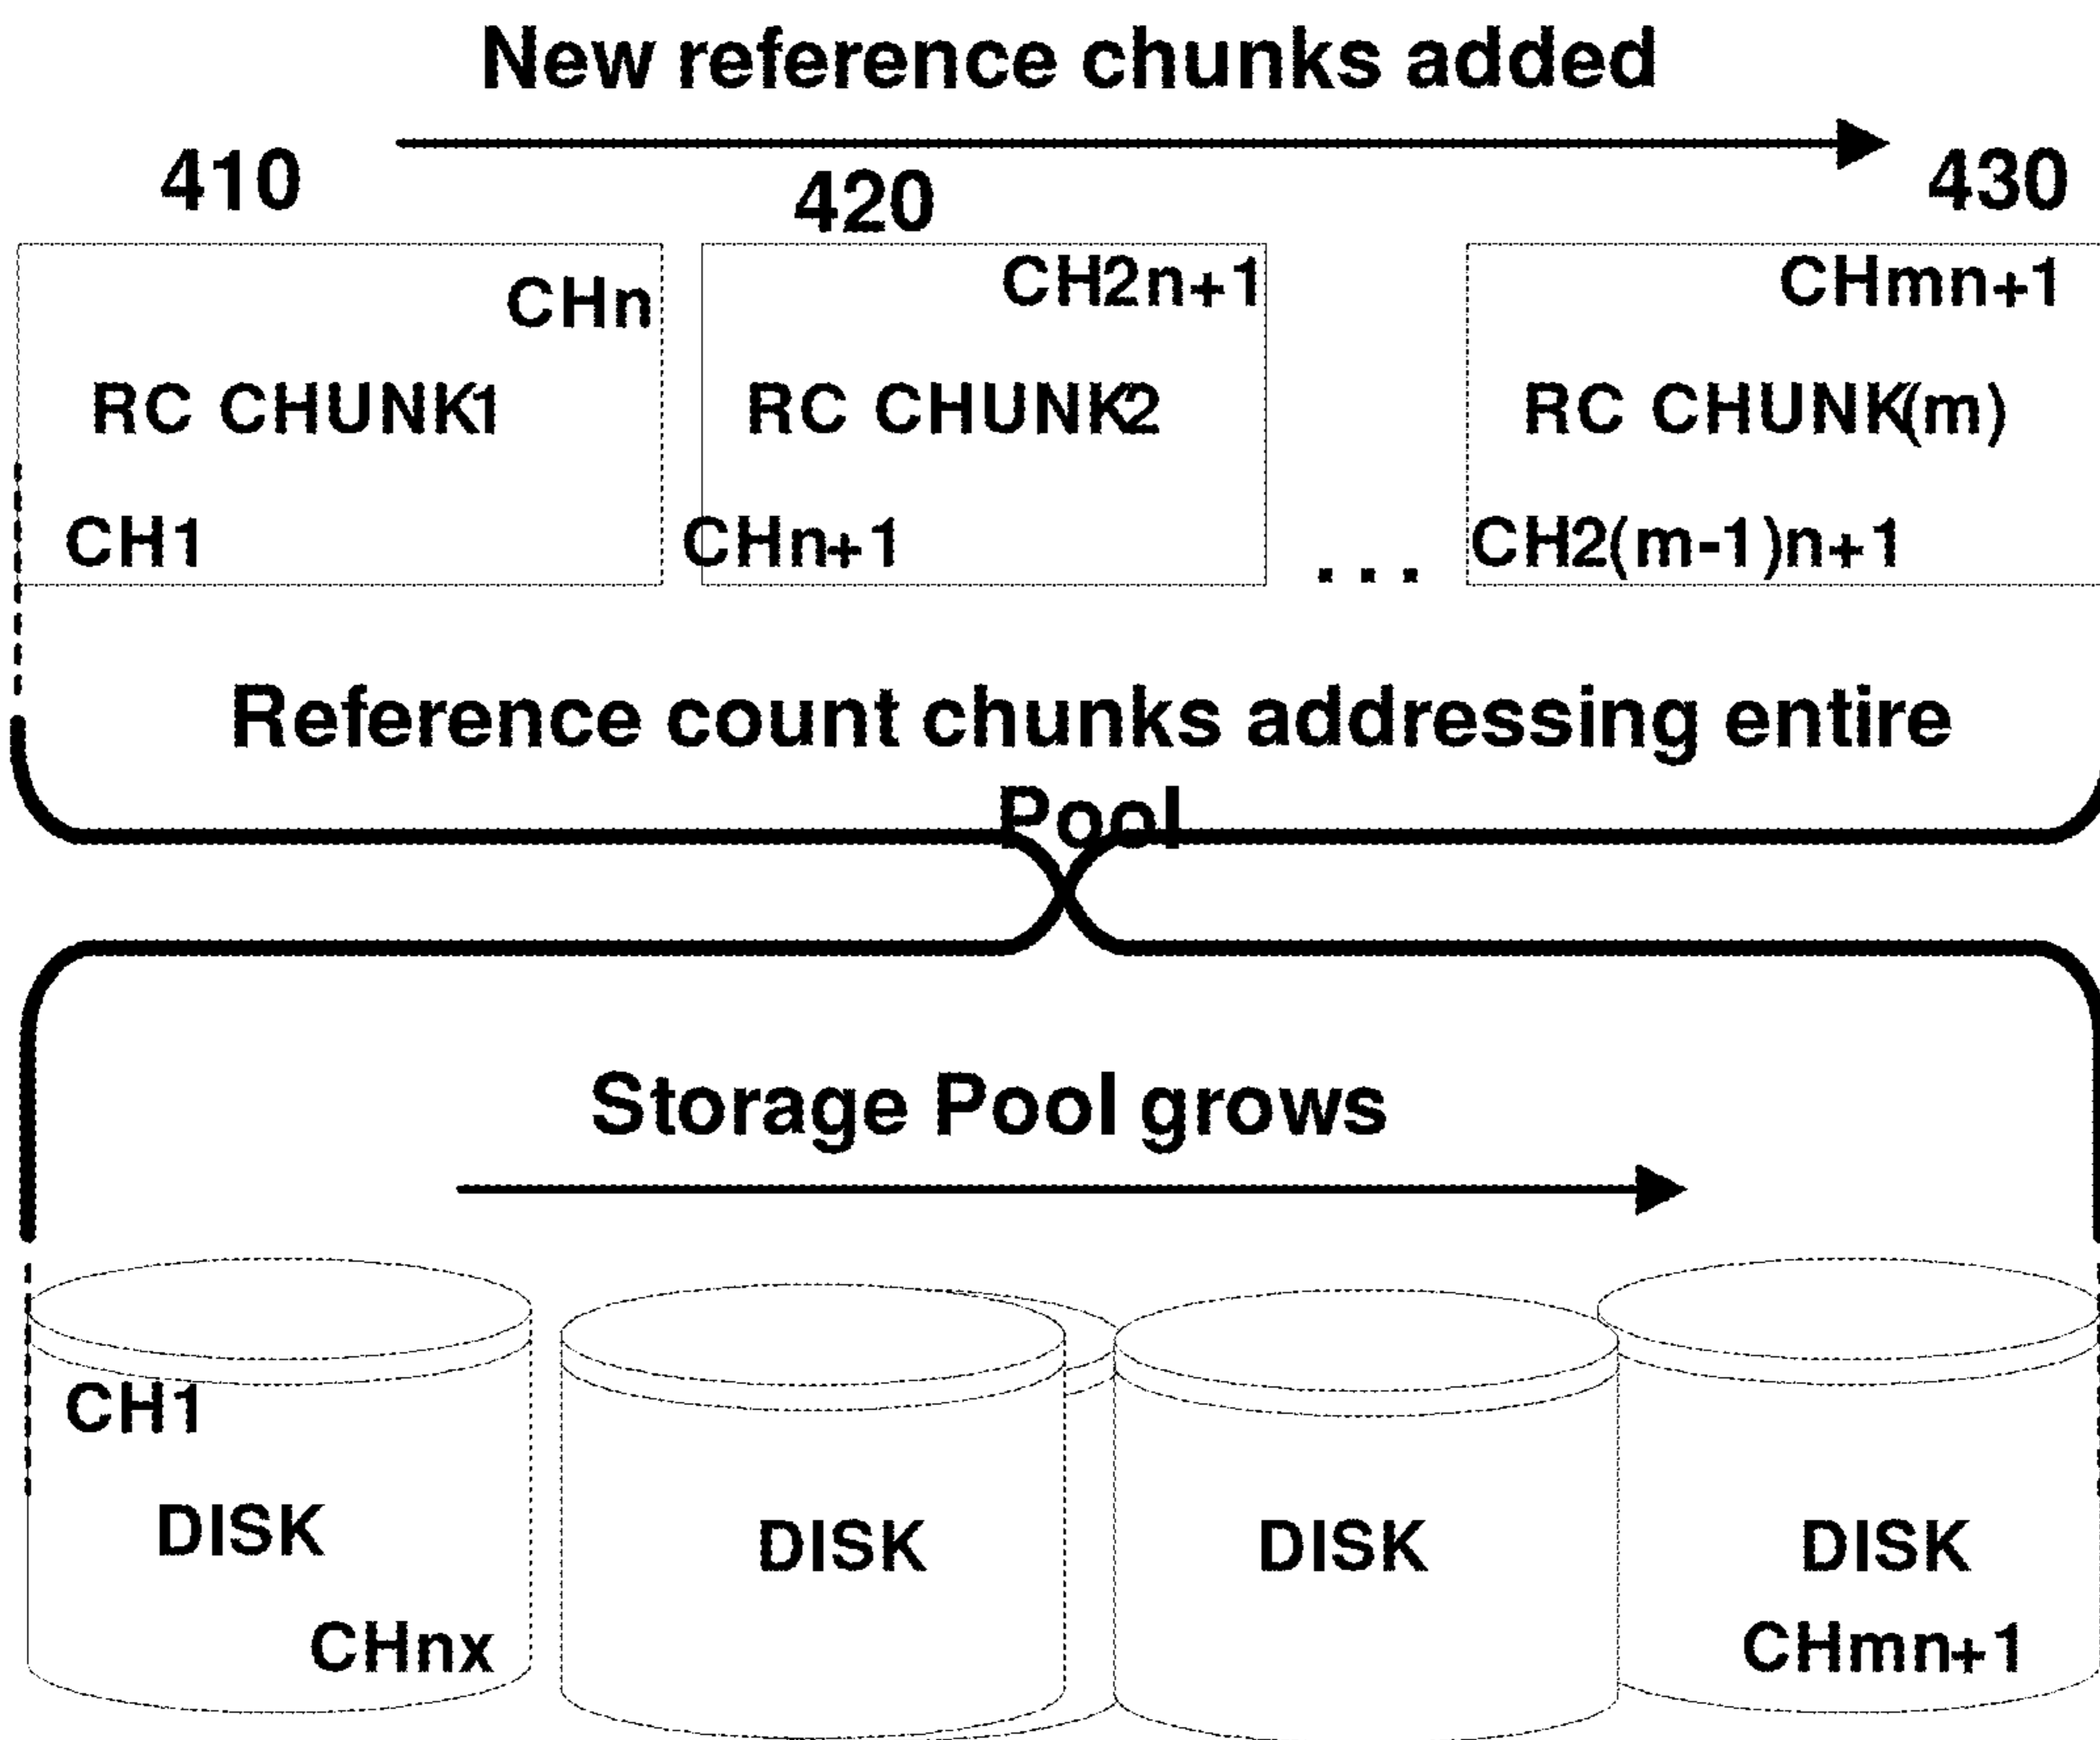 New reference chunks added
410
420
430
CHn
CH2n+1
CHmn+1
RC CHUNK1
RC CHUNK2
RC CHUNK(m)
CH1
CHn+1
...
CH2(m-1)n+1
Reference count chunks addressing entire
Pool
Storage Pool grows
CH1
DISK
DISK
DISK
DISK
CHnx
CHmn+1